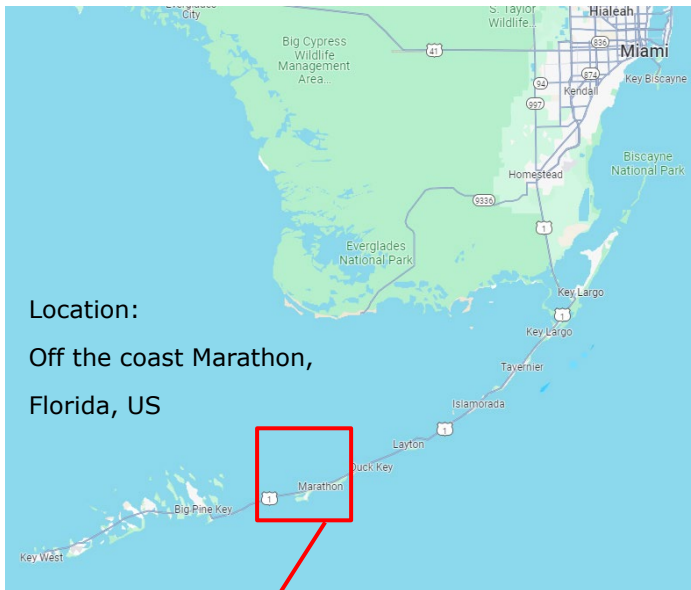 Everglades
City
S. Taylor
Wildlife...
Hialeah
Big Cypress
Wildlife
Management
Area...
41
836
Miami
94
874
Key Biscayne
Kendall
997
Biscayne
National Park
Homestead
9336
1
Everglades
National Park
Key Largo
1
Key Largo
Tavernier
Location:
Off the coast Marathon,
Florida, US
Islamorada
1
Layton
Duck Key
Marathon
1
Big Pine Key
Key West